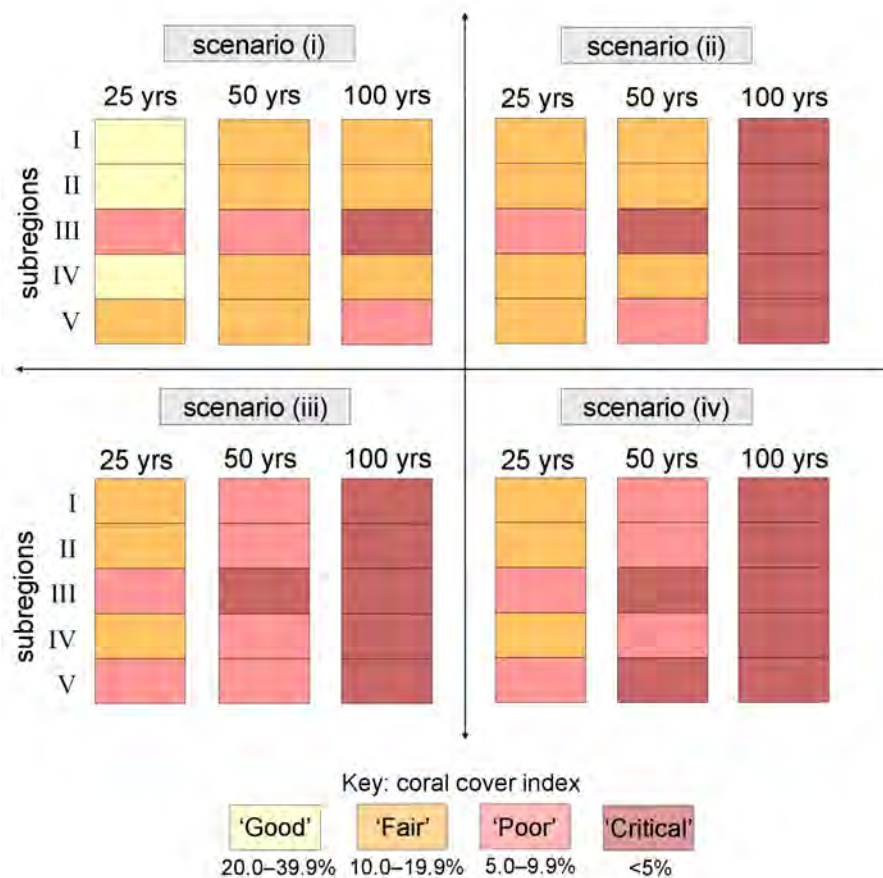 scenario (i)
scenario (ii)
25 yrs 50 yrs 100 yrs
25 yrs 50 yrs 100 yrs
subregions
I
II
III
IV
V
scenario (iii)
scenario (iv)
25 yrs 50 yrs 100 yrs
25 yrs 50 yrs 100 yrs
subregions
I
II
III
IV
V
Key: coral cover index
‘Good’ ‘Fair’ ‘Poor’ ‘Critical’
20.0–39.9% 10.0–19.9% 5.0–9.9% <5%